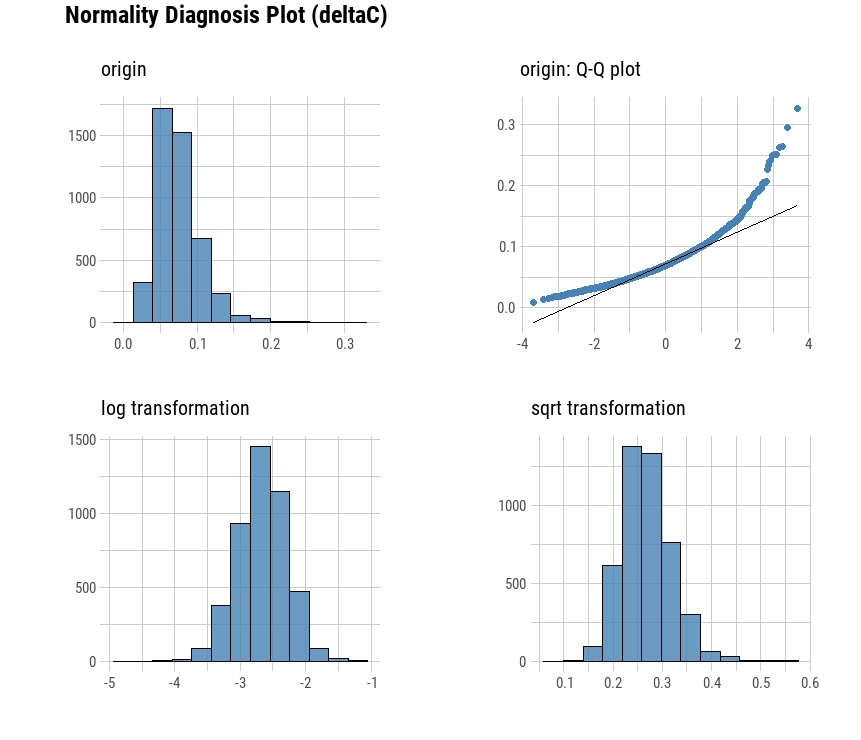 Normality Diagnosis Plot (deltaC)
origin
1500
1000
500
0
0.0 0.1 0.2 0.3
origin: Q-Q plot
0.3
0.2
0.1
0.0
-4 -2 0 2 4
log transformation
1500
1000
500
0
-5 -4 -3 -2 -1
sqrt transformation
1000
500
0
0.1 0.2 0.3 0.4 0.5 0.6